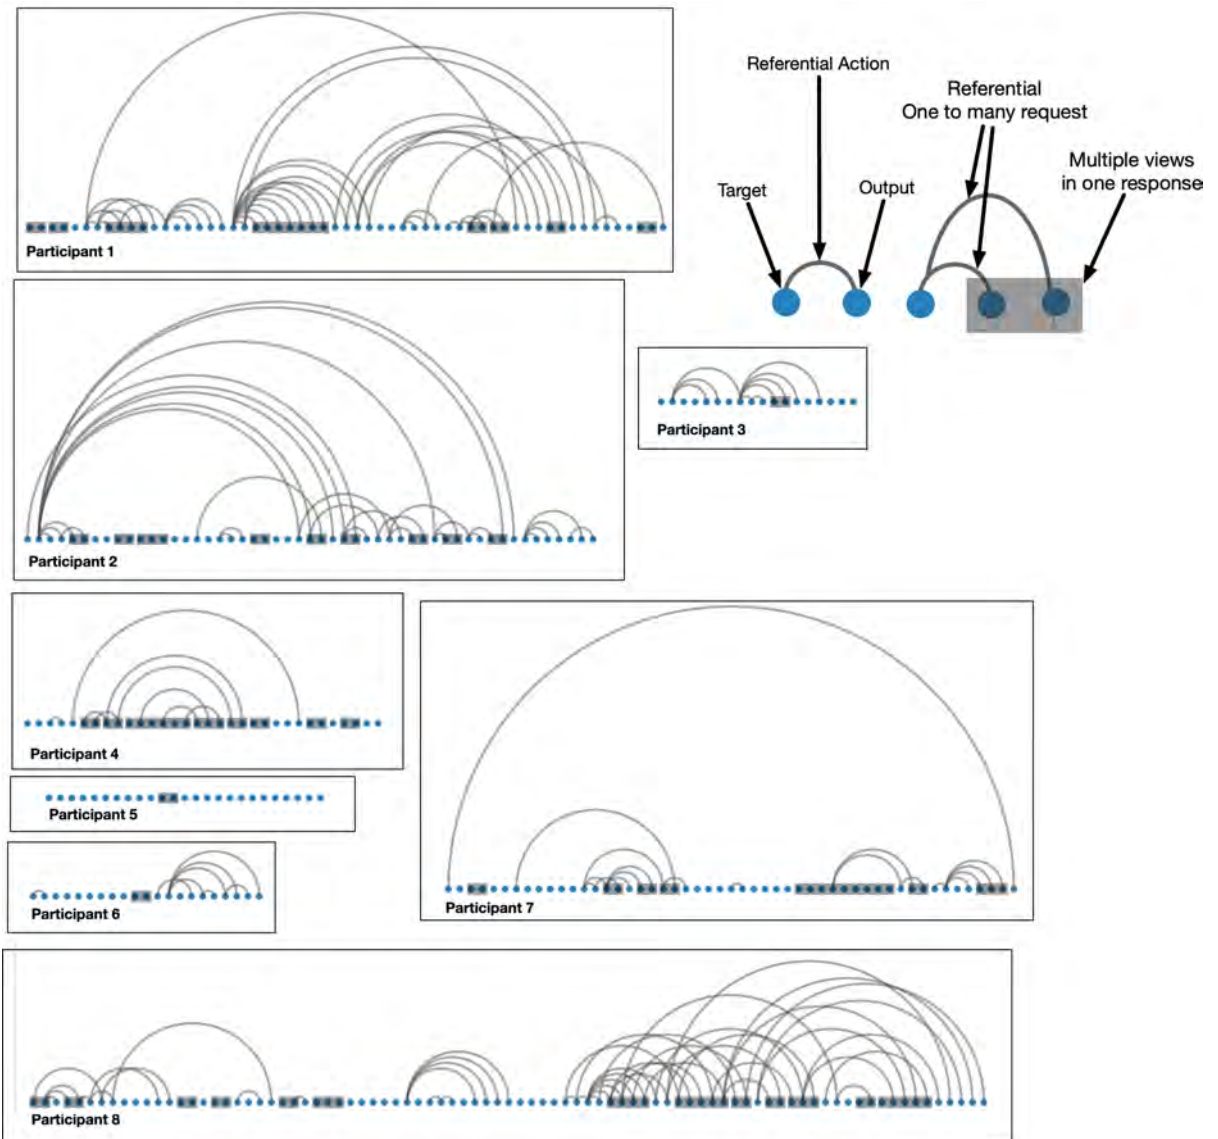 Referential Action
Referential
One to many request
Multiple views
in one response
Target
Output
Participant 1
Participant 2
Participant 3
Participant 4
Participant 5
Participant 6
Participant 7
Participant 8